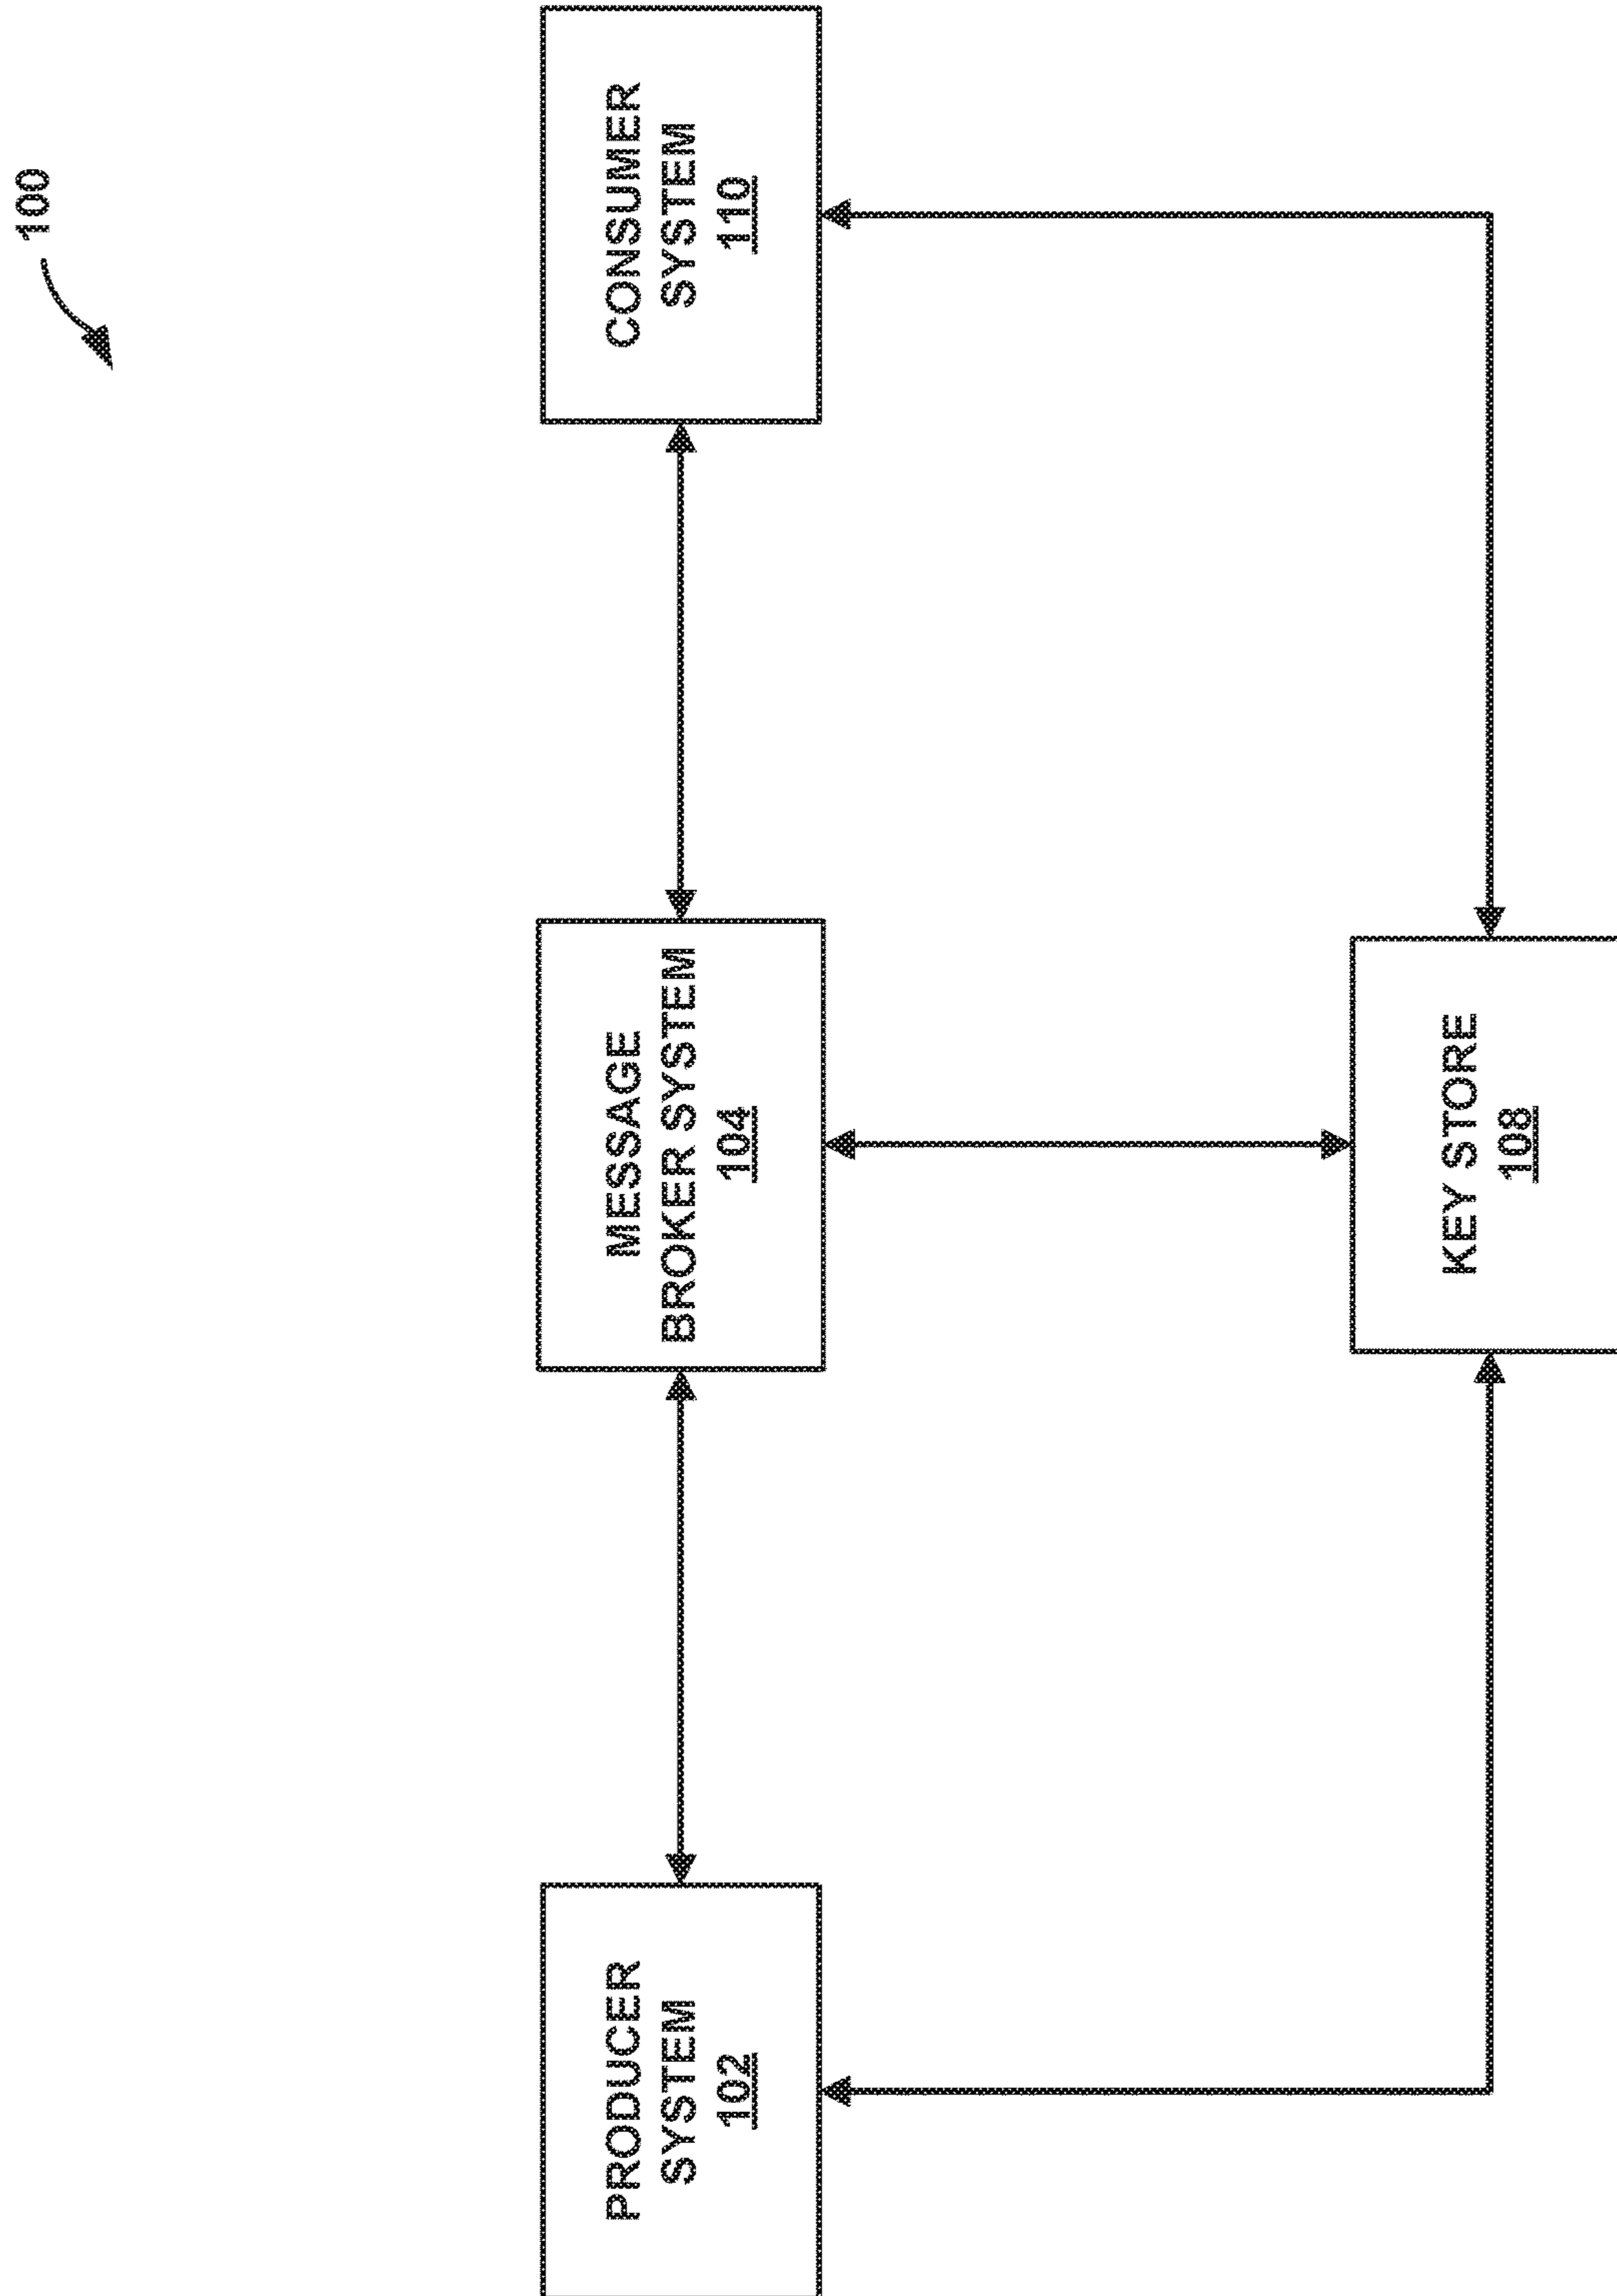 100
PRODUCER
SYSTEM
102
MESSAGE
BROKER SYSTEM
104
CONSUMER
SYSTEM
110
KEY STORE
108